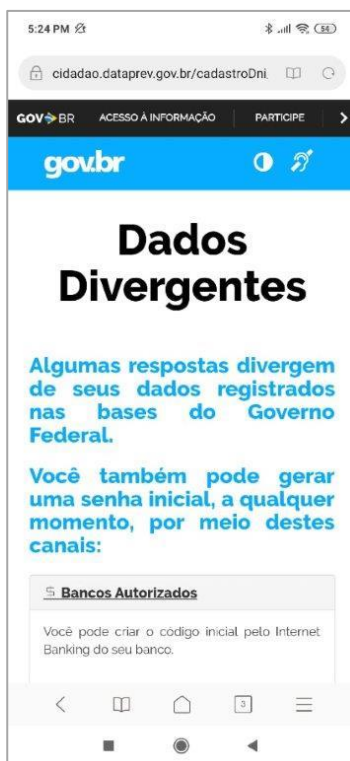 5:24 PM
54
cidadao.dataprev.gov.br/cadastroDni
GOV BR ACESSO À INFORMAÇÃO PARTICIPE
gov.br
Dados
Divergentes
Algumas respostas divergem
de seus dados registrados
nas bases do Governo
Federal.
Você também pode gerar
uma senha inicial, a qualquer
momento, por meio destes
canais:
Bancos Autorizados
Você pode criar o código inicial pelo Internet
Banking do seu banco.
3